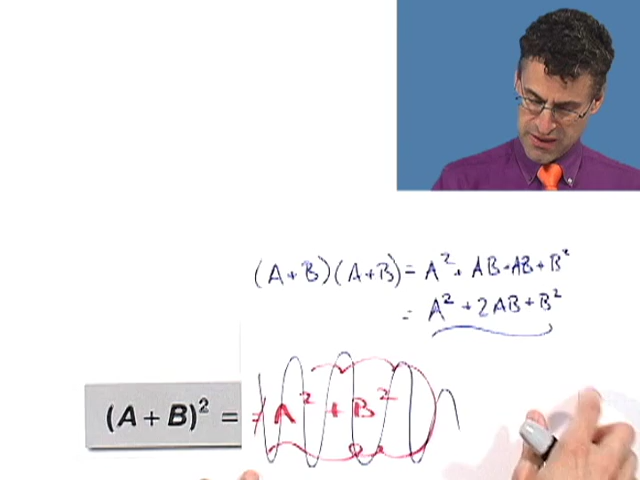 (A+B)(A+B) = A² + AB + AB + B²
= A² + 2AB + B²
(A + B)² = = A² + B²